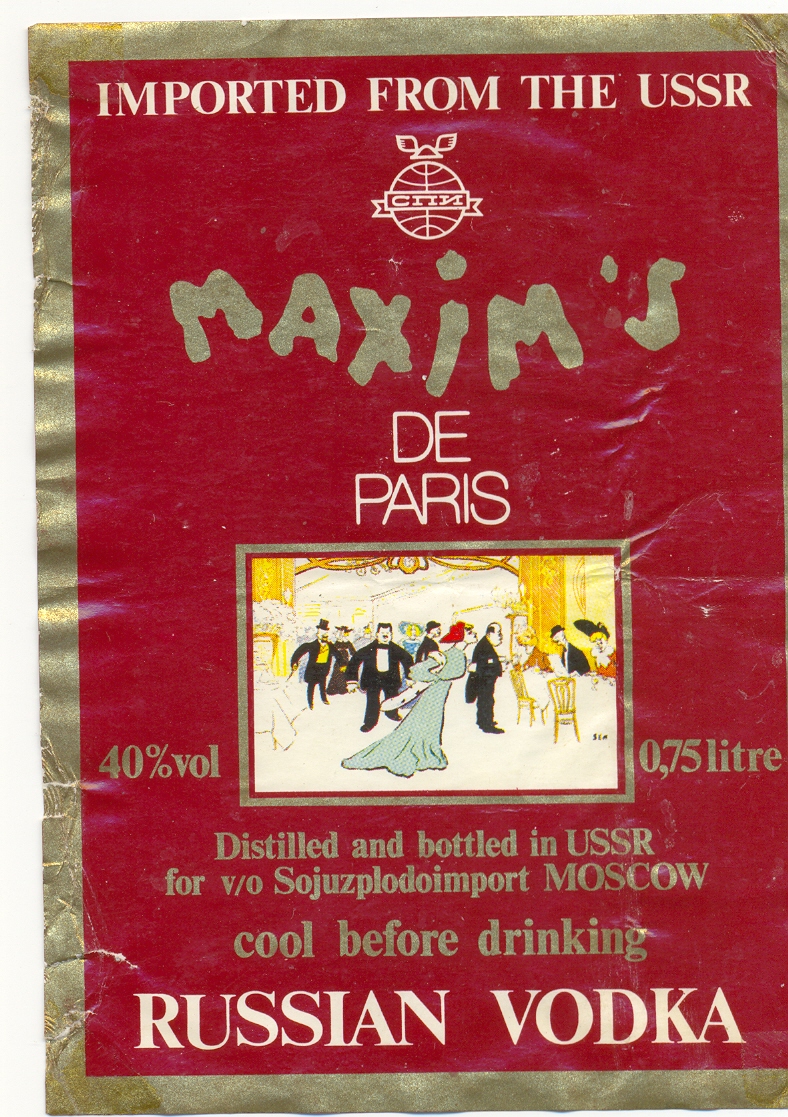 IMPORTED FROM THE USSR
СПИ
MAXiM'S
DE
PARIS
SEM
40%vol
0,75 litre
Distilled and bottled in USSR
for v/o Sojuzplodoimport MOSCOW
cool before drinking
RUSSIAN VODKA